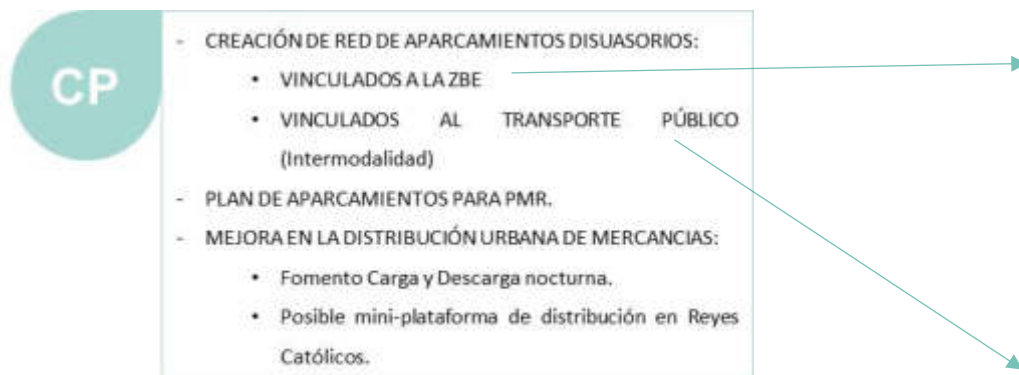 CP
- CREACIÓN DE RED DE APARCAMIENTOS DISUASORIOS:
• VINCULADOS A LA ZBE
• VINCULADOS AL TRANSPORTE PÚBLICO
(Intermodalidad)
- PLAN DE APARCAMIENTOS PARA PMR.
- MEJORA EN LA DISTRIBUCIÓN URBANA DE MERCANCIAS:
• Fomento Carga y Descarga nocturna.
• Posible mini-plataforma de distribución en Reyes
Católicos.